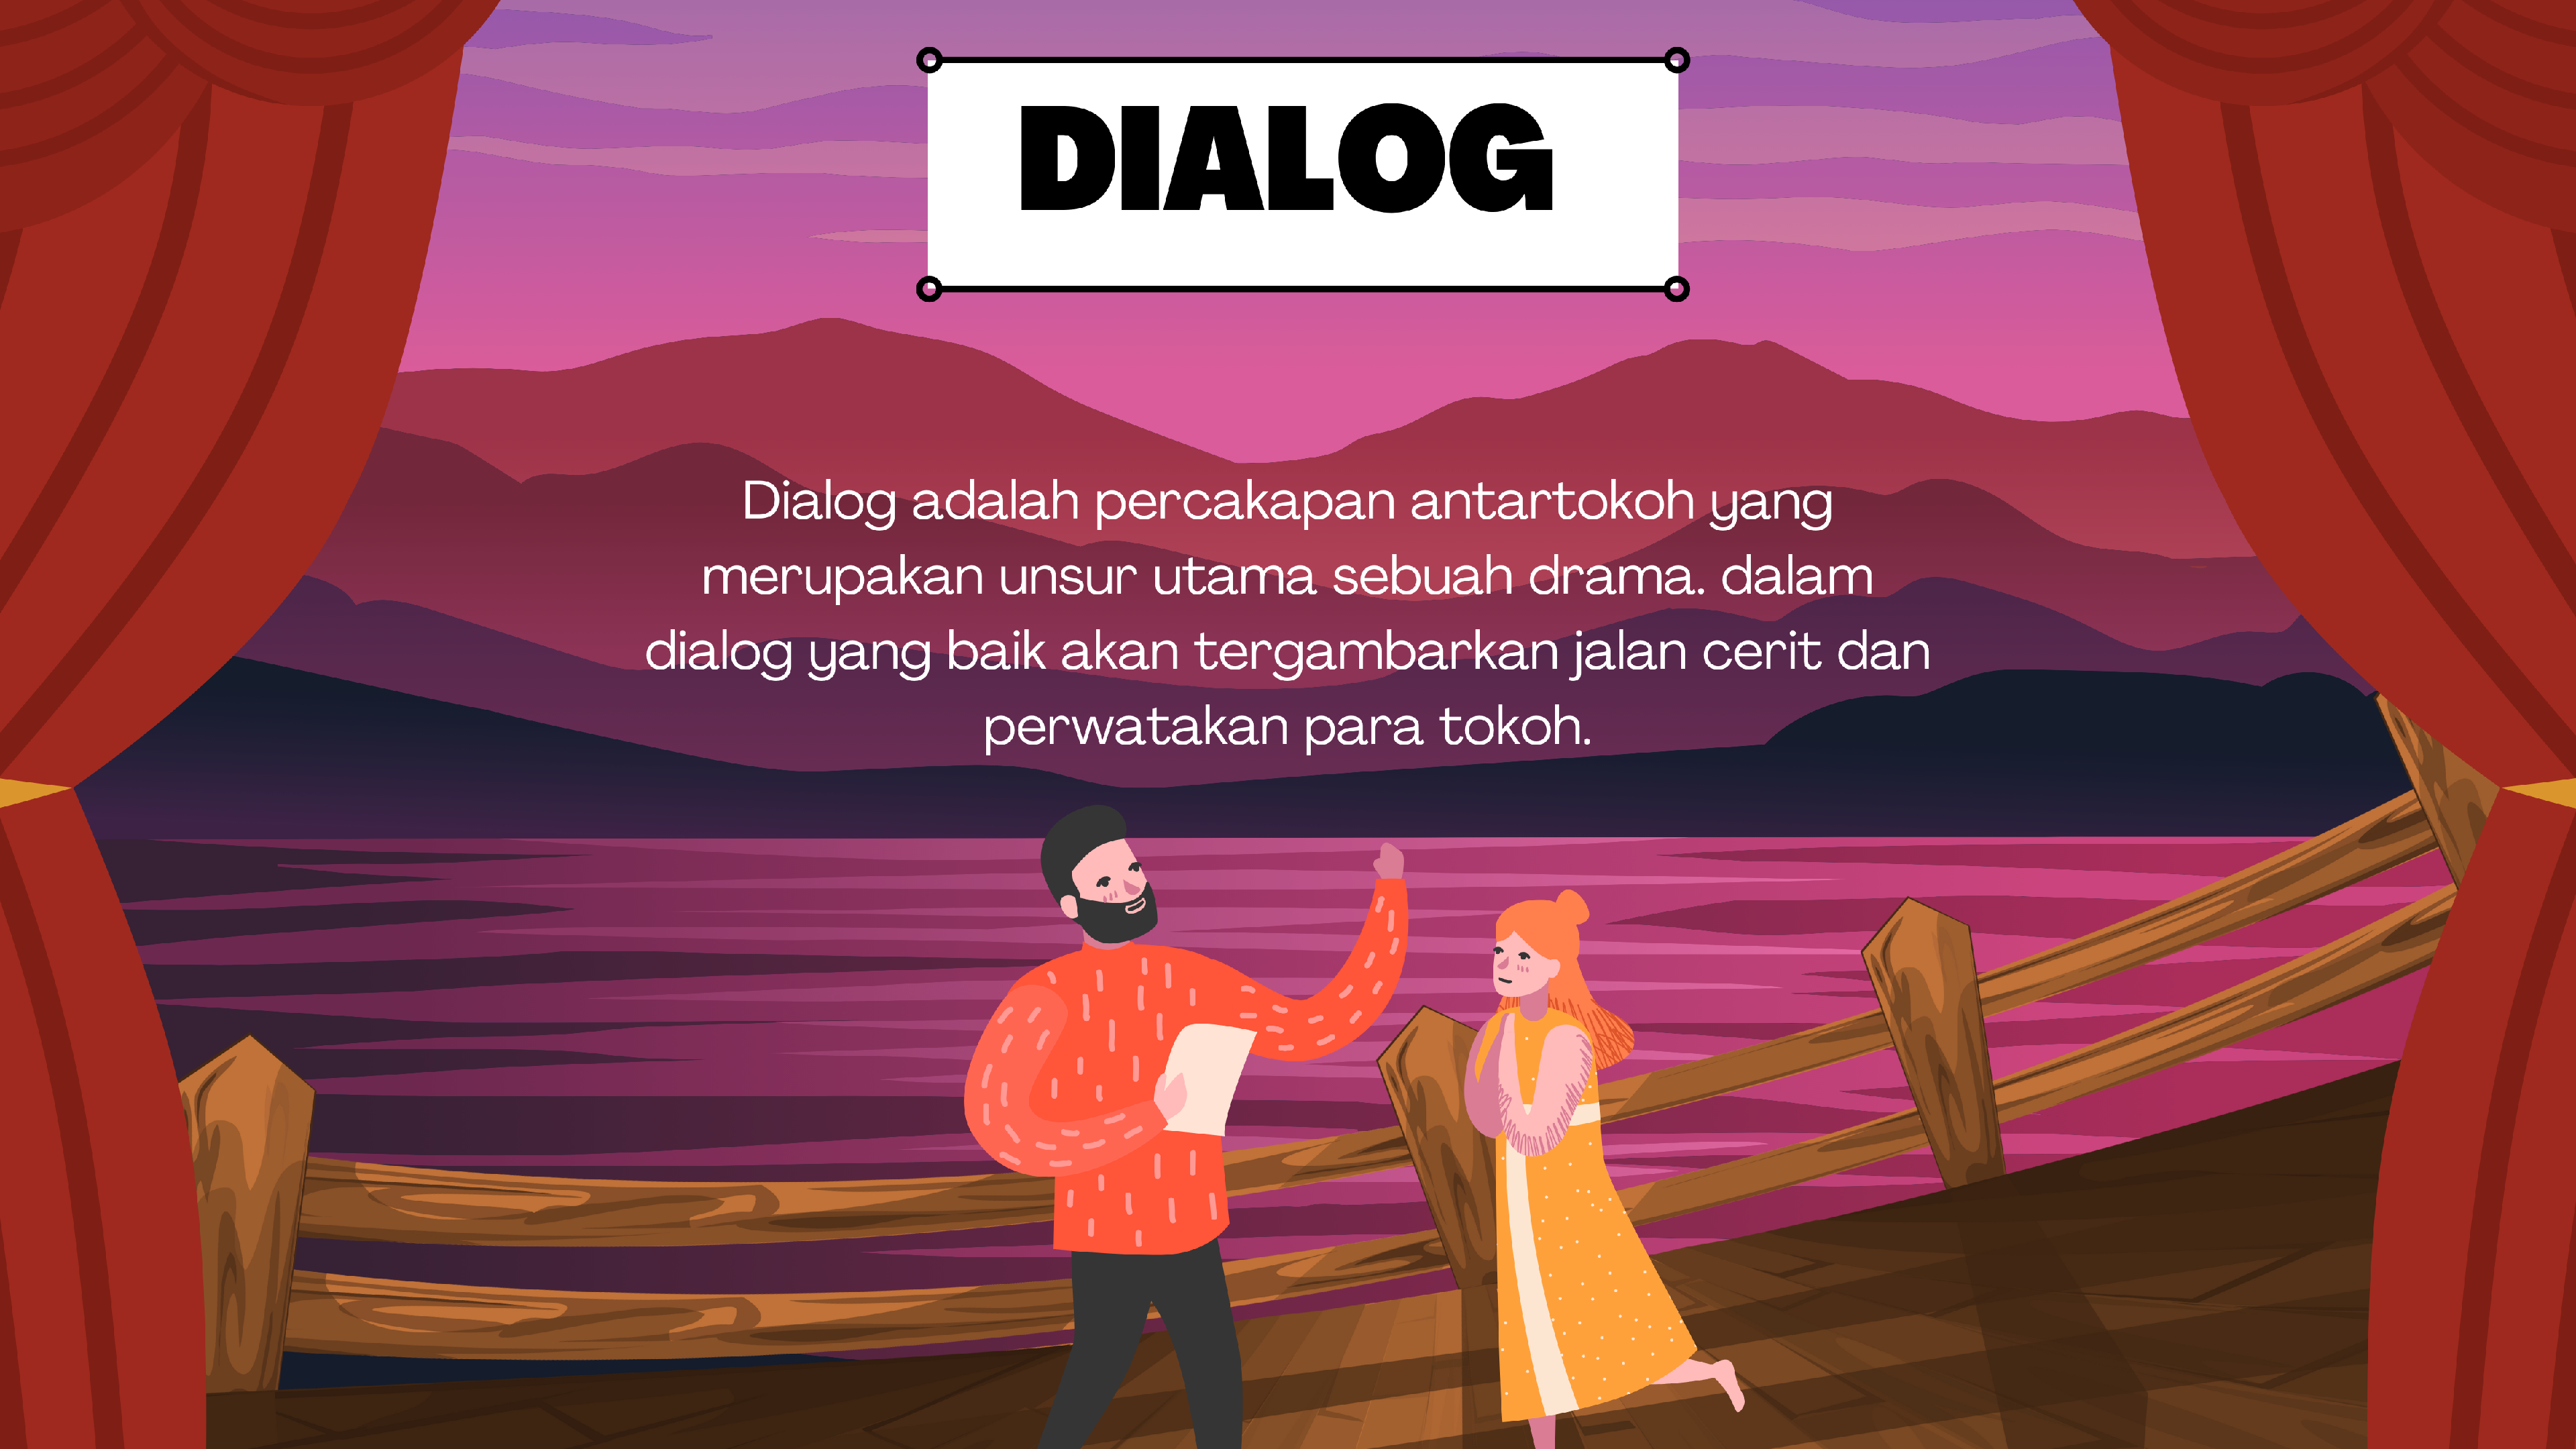 DIALOG
Dialog adalah percakapan antartokoh yang
merupakan unsur utama sebuah drama. dalam
dialog yang baik akan tergambarkan jalan cerit dan
perwatakan para tokoh.